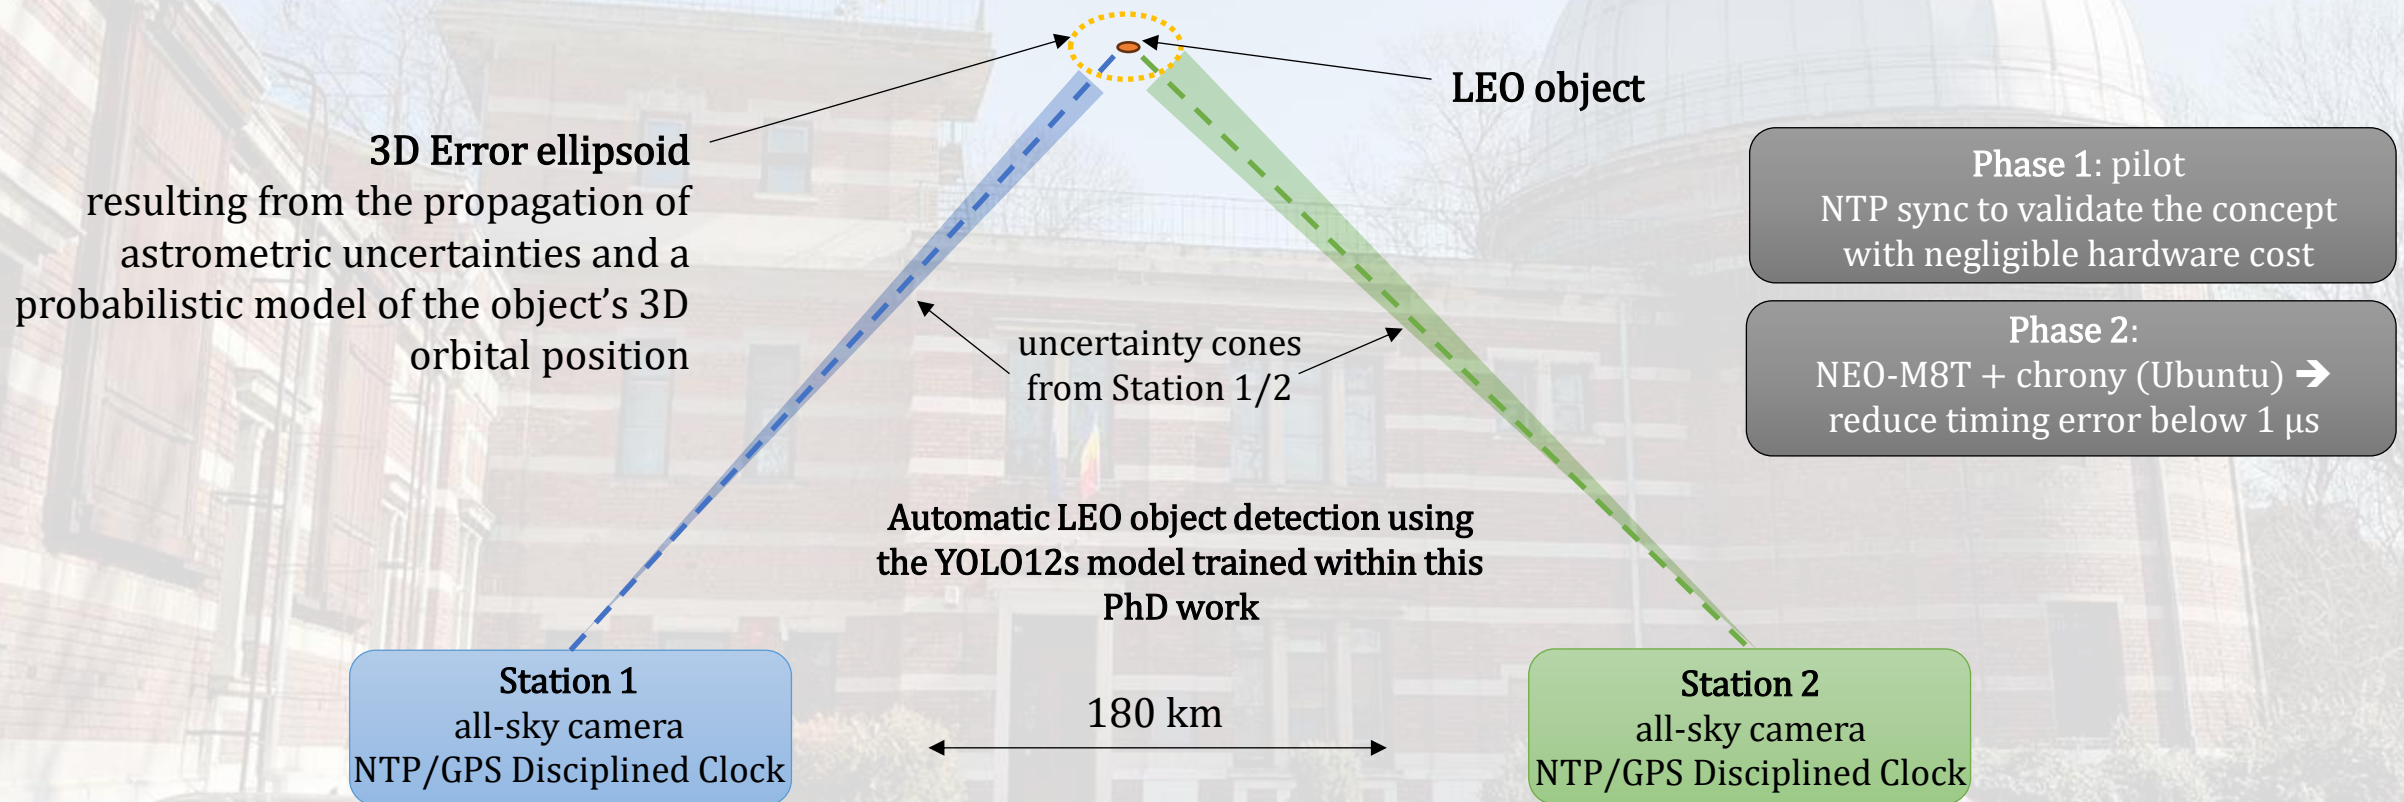 LEO object
3D Error ellipsoid
resulting from the propagation of
astrometric uncertainties and a
probabilistic model of the object’s 3D
orbital position
Phase 1: pilot
NTP sync to validate the concept
with negligible hardware cost
Phase 2:
NEO-M8T + chrony (Ubuntu) ➔
reduce timing error below 1 μs
uncertainty cones
from Station 1/2
Automatic LEO object detection using
the YOLO12s model trained within this
PhD work
Station 1
all-sky camera
NTP/GPS Disciplined Clock
180 km
Station 2
all-sky camera
NTP/GPS Disciplined Clock